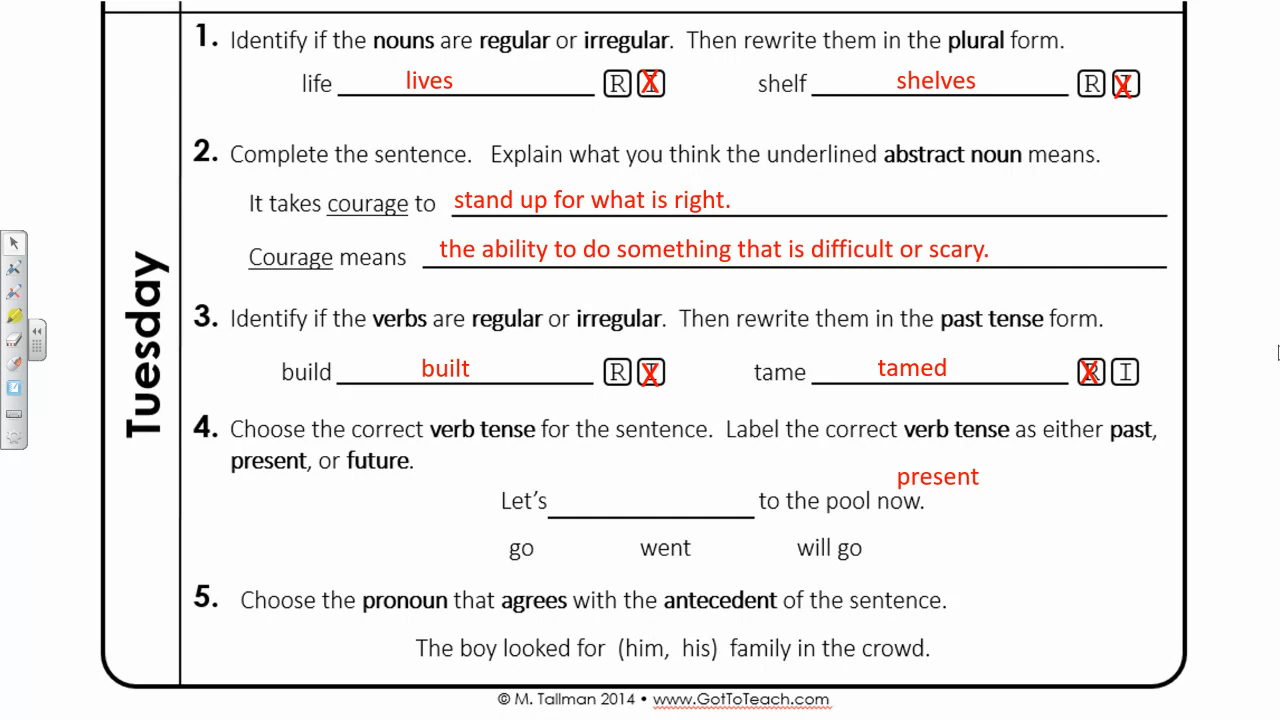 Tuesday
1. Identify if the nouns are regular or irregular. Then rewrite them in the plural form.
life lives R I shelf shelves R I
2. Complete the sentence. Explain what you think the underlined abstract noun means.
It takes courage to stand up for what is right.
Courage means the ability to do something that is difficult or scary.
3. Identify if the verbs are regular or irregular. Then rewrite them in the past tense form.
build built R I tame tamed R I
4. Choose the correct verb tense for the sentence. Label the correct verb tense as either past,
present, or future.
present
Let's to the pool now.
go went will go
5. Choose the pronoun that agrees with the antecedent of the sentence.
The boy looked for (him, his) family in the crowd.
© M. Tallman 2014 • www.GotToTeach.com